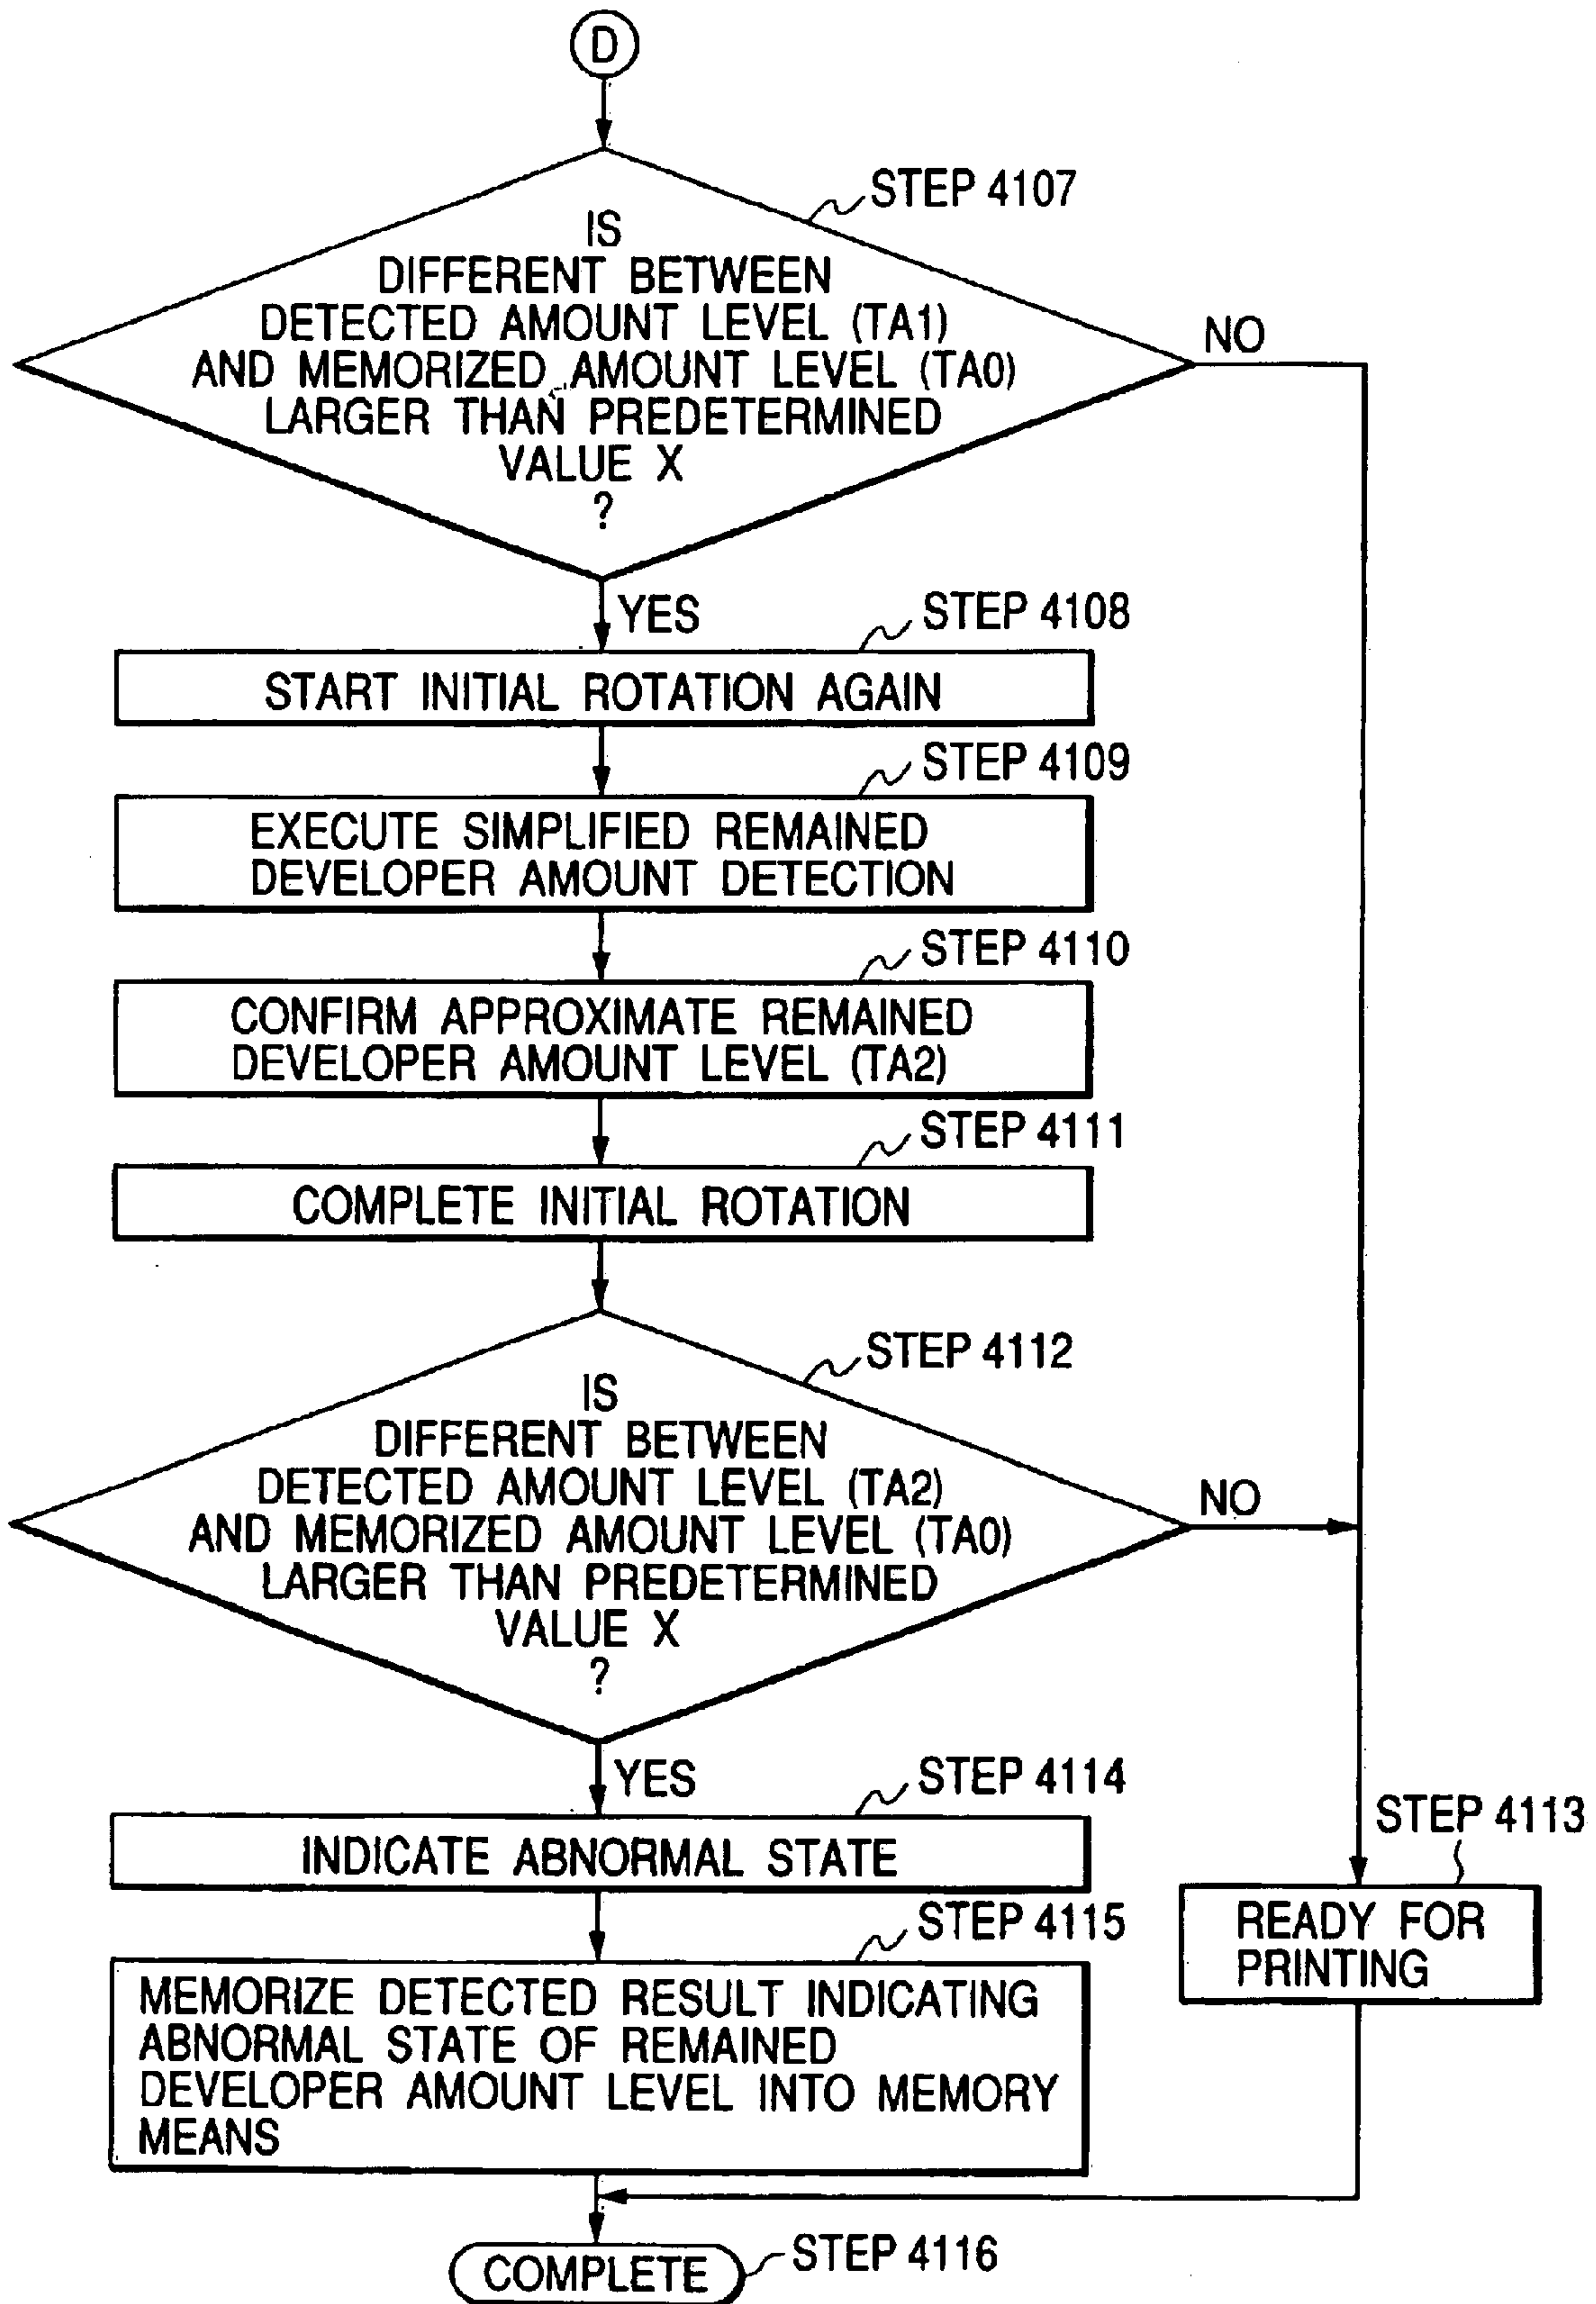 D
STEP 4107
IS
DIFFERENT BETWEEN
DETECTED AMOUNT LEVEL (TA1)
AND MEMORIZED AMOUNT LEVEL (TA0)
LARGER THAN PREDETERMINED
VALUE X
?
NO
YES
STEP 4108
START INITIAL ROTATION AGAIN
STEP 4109
EXECUTE SIMPLIFIED REMAINED
DEVELOPER AMOUNT DETECTION
STEP 4110
CONFIRM APPROXIMATE REMAINED
DEVELOPER AMOUNT LEVEL (TA2)
STEP 4111
COMPLETE INITIAL ROTATION
STEP 4112
IS
DIFFERENT BETWEEN
DETECTED AMOUNT LEVEL (TA2)
AND MEMORIZED AMOUNT LEVEL (TA0)
LARGER THAN PREDETERMINED
VALUE X
?
NO
YES
STEP 4114
INDICATE ABNORMAL STATE
STEP 4113
READY FOR
PRINTING
STEP 4115
MEMORIZE DETECTED RESULT INDICATING
ABNORMAL STATE OF REMAINED
DEVELOPER AMOUNT LEVEL INTO MEMORY
MEANS
COMPLETE
STEP 4116